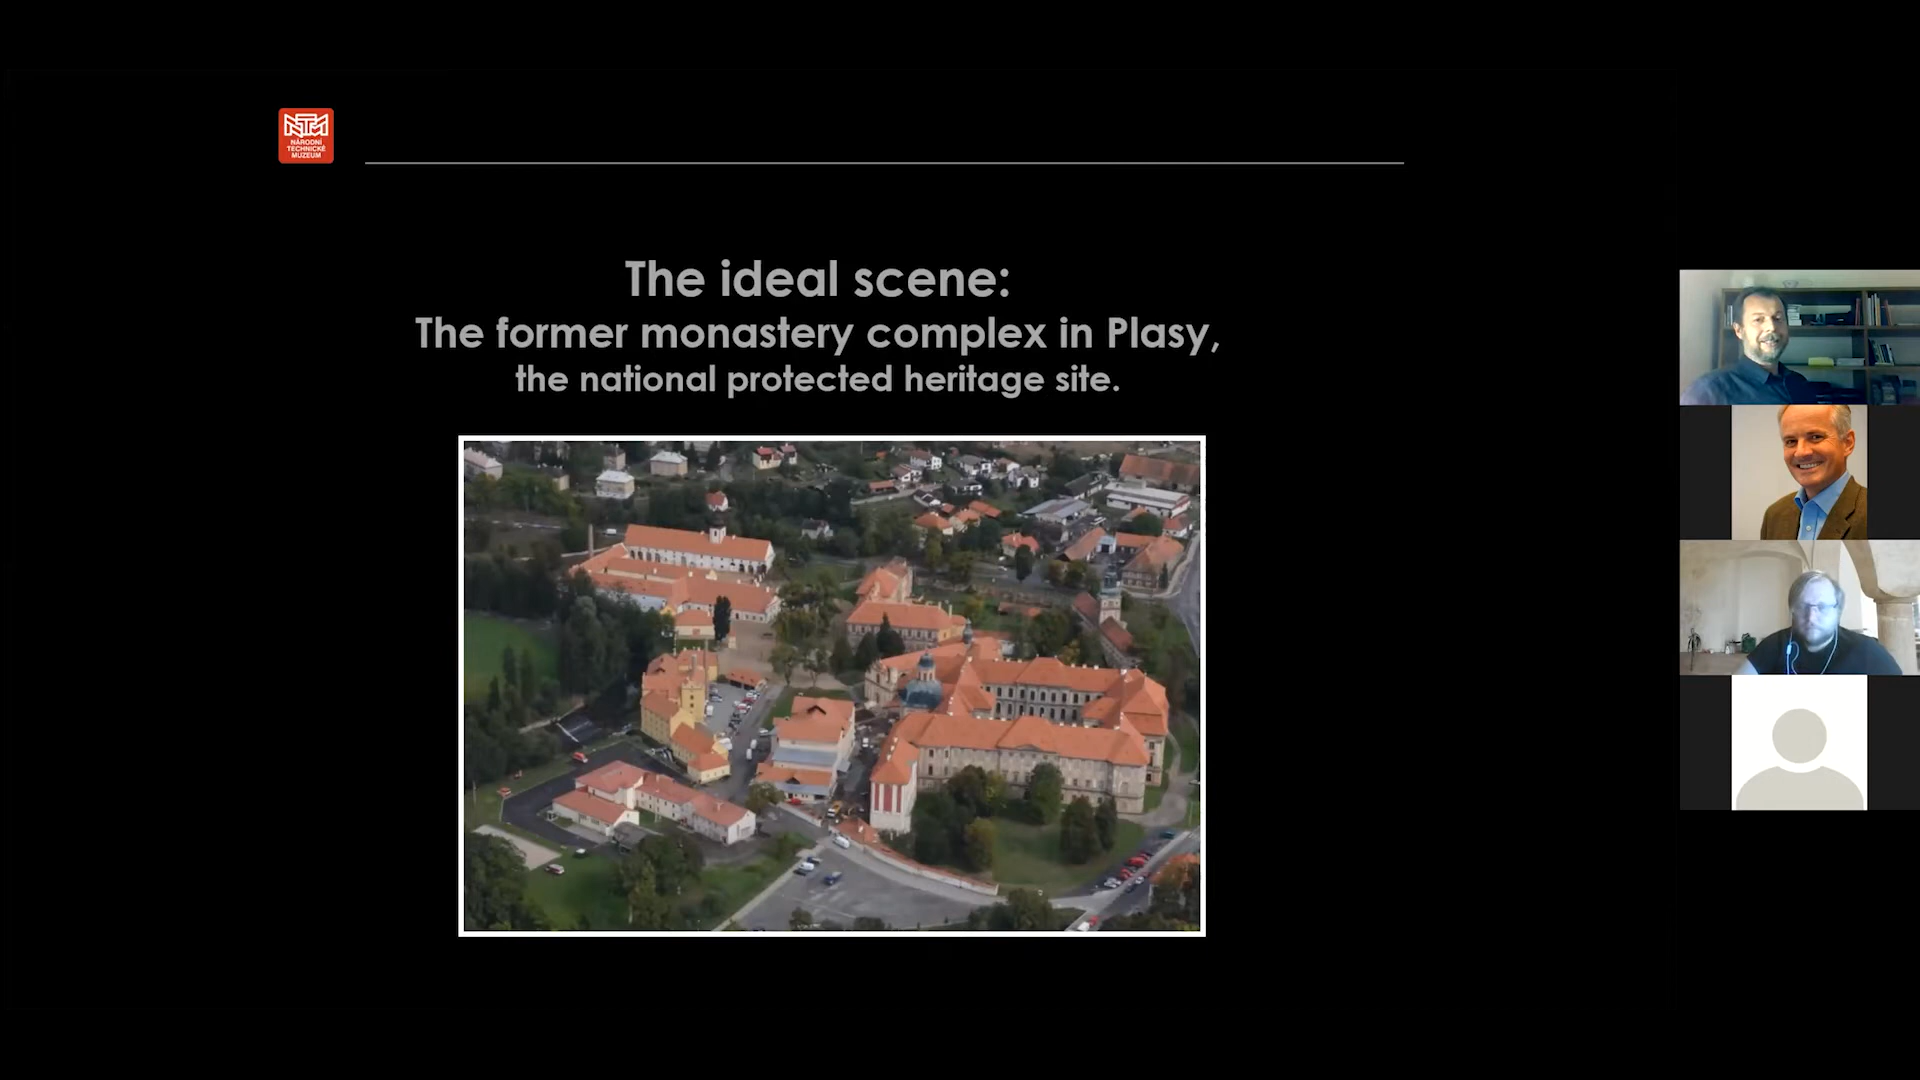 NTM
NÁRODNÍ
TECHNICKÉ
MUZEUM
The ideal scene:
The former monastery complex in Plasy,
the national protected heritage site.